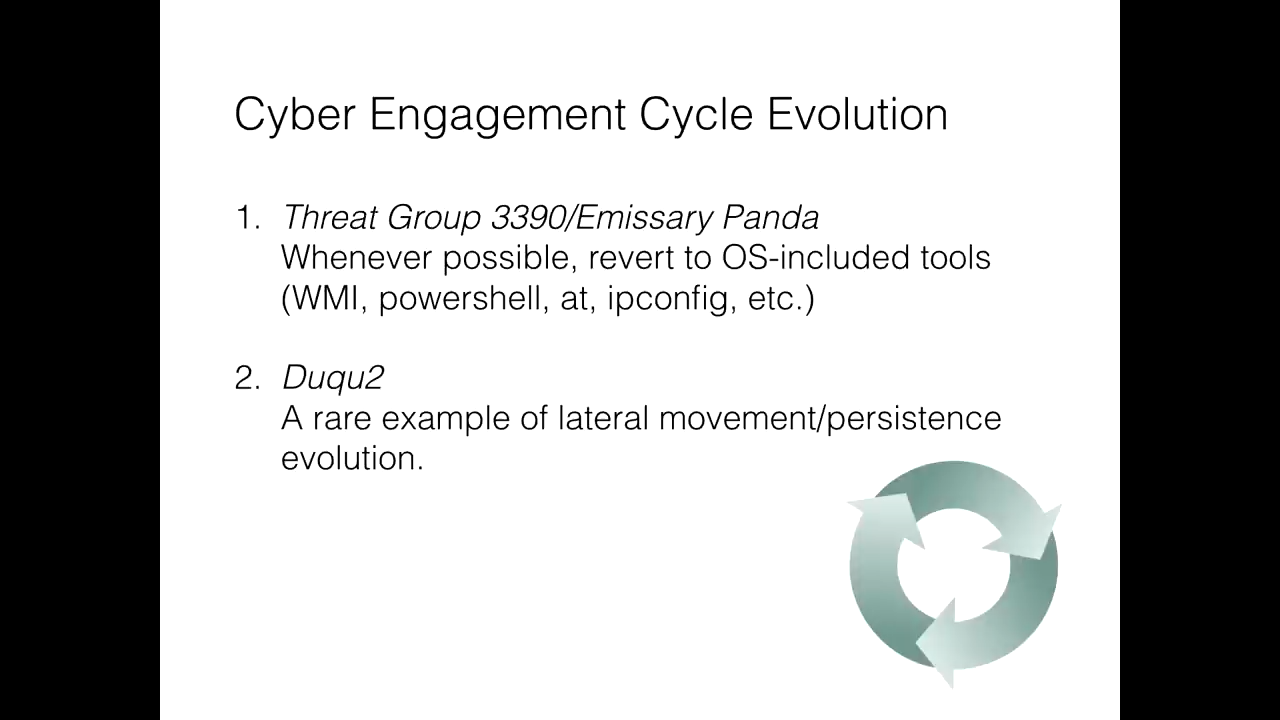 Cyber Engagement Cycle Evolution
1. Threat Group 3390/Emissary Panda
Whenever possible, revert to OS-included tools
(WMI, powershell, at, ipconfig, etc.)
2. Duqu2
A rare example of lateral movement/persistence
evolution.